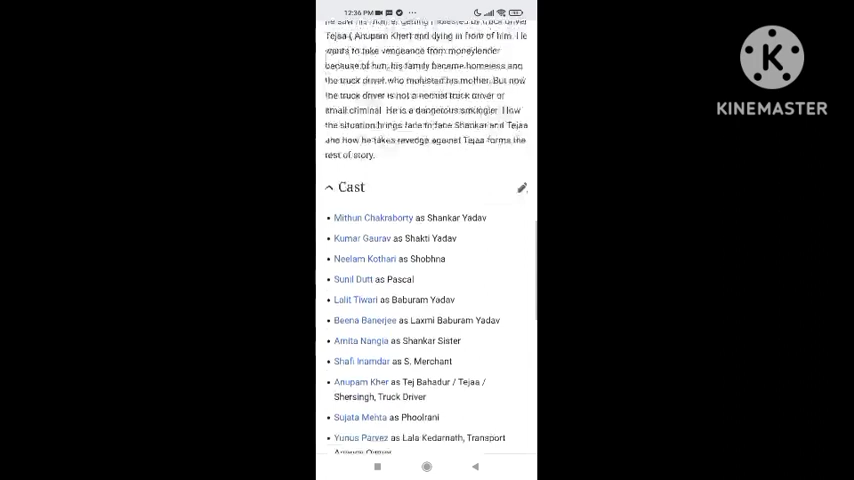 12:36 PM
K
KINEMASTER
Tejaa ( Anupam Kher) and dying in front of him. He
wants to take vengeance from moneylender
because of him, his family became homeless and
the truck driver who molested his mother. But now
the truck driver is not a
small criminal. He is a dangerous smuggler. How
the situation brings face to face Shankar and Tejaa
and how he takes revenge against Tejaa forms the
rest of story.
Cast
• Mithun Chakraborty as Shankar Yadav
• Kumar Gaurav as Shakti Yadav
• Neelam Kothari as Shobhna
• Sunil Dutt as Pascal
• Lalit Tiwari as Baburam Yadav
• Beena Banerjee as Laxmi Baburam Yadav
• Amita Nangia as Shankar Sister
• Shafi Inamdar as S. Merchant
• Anupam Kher as Tej Bahadur / Tejaa /
Shersingh, Truck Driver
• Sujata Mehta as Phoolrani
• Yunus Parvez as Lala Kedarnath, Transport